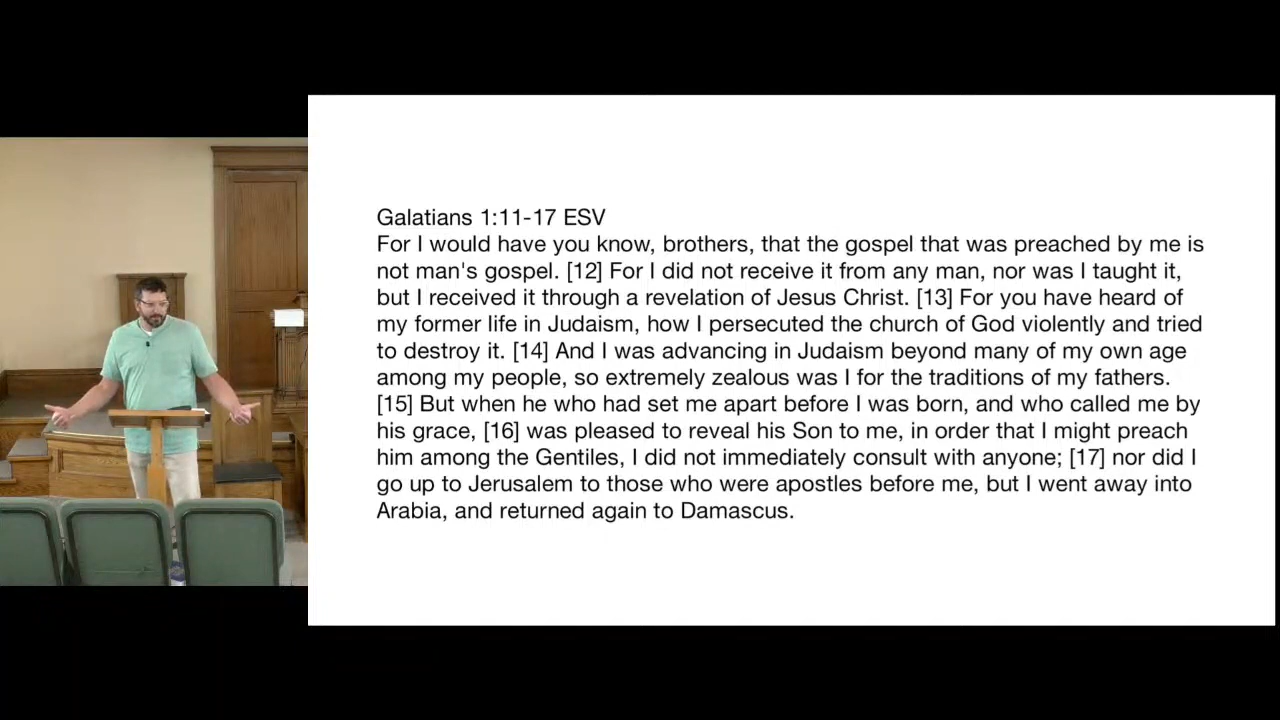 Galatians 1:11-17 ESV
For I would have you know, brothers, that the gospel that was preached by me is
not man's gospel. [12] For I did not receive it from any man, nor was I taught it,
but I received it through a revelation of Jesus Christ. [13] For you have heard of
my former life in Judaism, how I persecuted the church of God violently and tried
to destroy it. [14] And I was advancing in Judaism beyond many of my own age
among my people, so extremely zealous was I for the traditions of my fathers.
[15] But when he who had set me apart before I was born, and who called me by
his grace, [16] was pleased to reveal his Son to me, in order that I might preach
him among the Gentiles, I did not immediately consult with anyone; [17] nor did I
go up to Jerusalem to those who were apostles before me, but I went away into
Arabia, and returned again to Damascus.